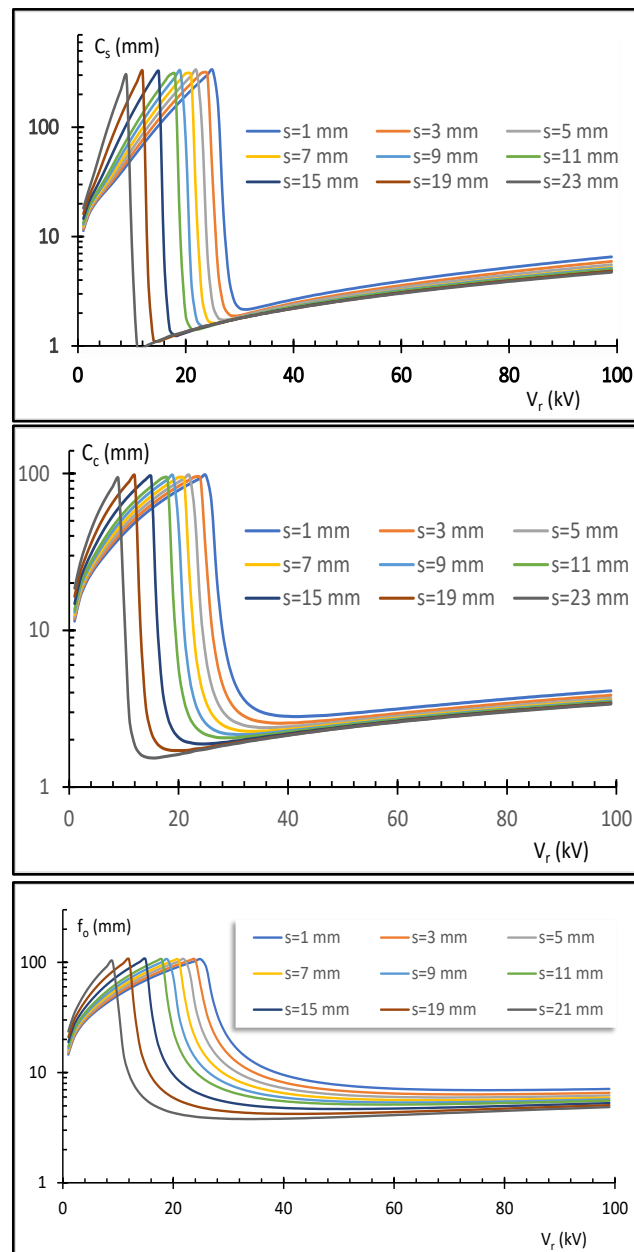 C_s (mm)
100
10
1
s=1 mm s=3 mm s=5 mm
s=7 mm s=9 mm s=11 mm
s=15 mm s=19 mm s=23 mm
0 20 40 60 80 100
V_r (kV)
C_c (mm)
100
10
1
s=1 mm s=3 mm s=5 mm
s=7 mm s=9 mm s=11 mm
s=15 mm s=19 mm s=23 mm
0 20 40 60 80 100
V_r (kV)
f_o (mm)
100
10
1
s=1 mm s=3 mm s=5 mm
s=7 mm s=9 mm s=11 mm
s=15 mm s=19 mm s=21 mm
0 20 40 60 80 100
V_r (kV)